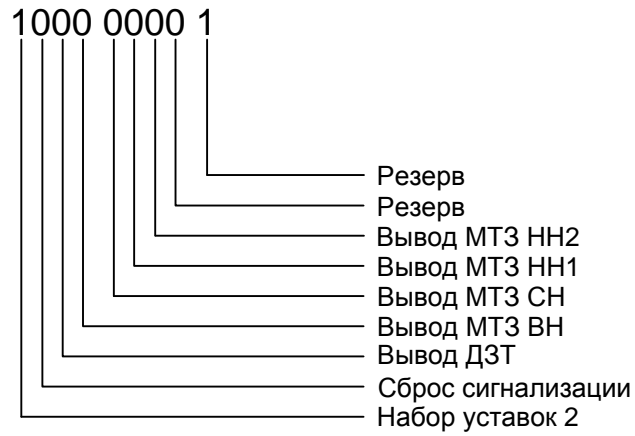 1000 0000 1
Резерв
Резерв
Вывод МТЗ НН2
Вывод МТЗ НН1
Вывод МТЗ СН
Вывод МТЗ ВН
Вывод ДЗТ
Сброс сигнализации
Набор уставок 2